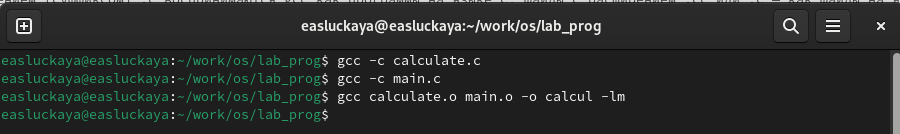 easluckaya@easluckaya:~/work/os/lab_prog
easluckaya@easluckaya:~/work/os/lab_prog$ gcc -c calculate.c
easluckaya@easluckaya:~/work/os/lab_prog$ gcc -c main.c
easluckaya@easluckaya:~/work/os/lab_prog$ gcc calculate.o main.o -o calcul -lm
easluckaya@easluckaya:~/work/os/lab_prog$